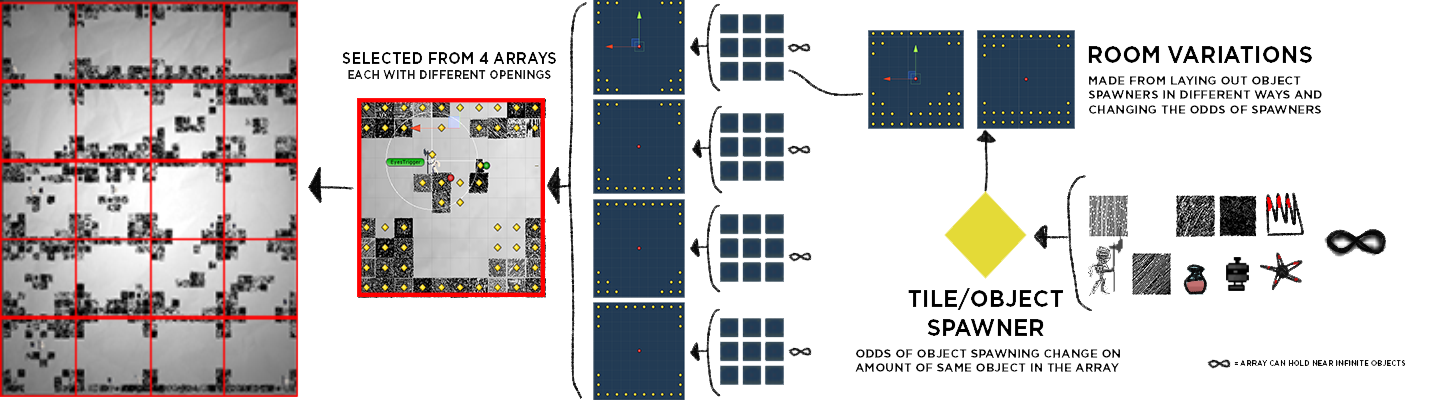 SELECTED FROM 4 ARRAYS
EACH WITH DIFFERENT OPENINGS
EyesTrigger
ROOM VARIATIONS
MADE FROM LAYING OUT OBJECT
SPAWNERS IN DIFFERENT WAYS AND
CHANGING THE ODDS OF SPAWNERS
TILE/OBJECT
SPAWNER
ODDS OF OBJECT SPAWNING CHANGE ON
AMOUNT OF SAME OBJECT IN THE ARRAY
= ARRAY CAN HOLD NEAR INFINITE OBJECTS